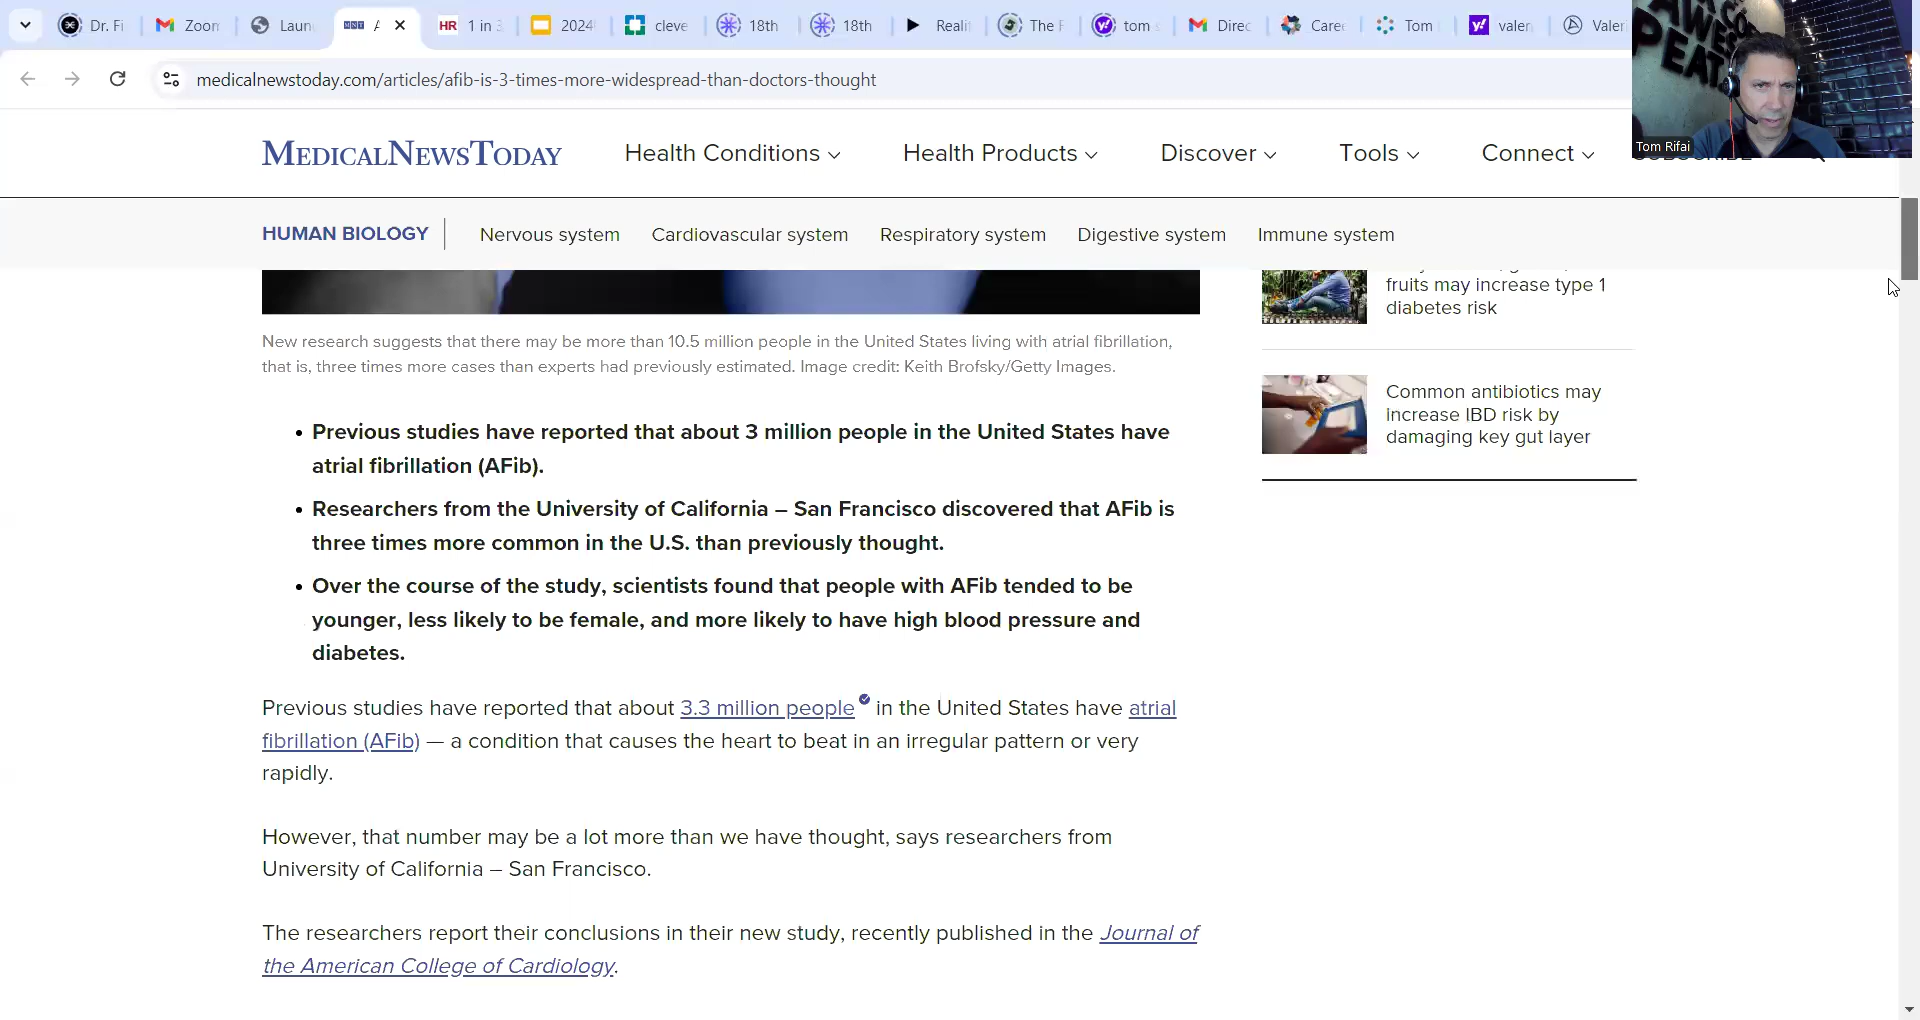 Dr. Fi
Zoom
Laun
A
HR 1 in 3
2024
cleve
18th
18th
Reali
The F
tom
Direc
Care
Tom
valer
Valeri
medicalnewstoday.com/articles/afib-is-3-times-more-widespread-than-doctors-thought
AWES
PEAT
Tom Rifai
MEDICALNEWSTODAY
Health Conditions
Health Products
Discover
Tools
Connect
SUBSCRIBE
HUMAN BIOLOGY
Nervous system
Cardiovascular system
Respiratory system
Digestive system
Immune system
New research suggests that there may be more than 10.5 million people in the United States living with atrial fibrillation,
that is, three times more cases than experts had previously estimated. Image credit: Keith Brofsky/Getty Images.
• Previous studies have reported that about 3 million people in the United States have
atrial fibrillation (AFib).
• Researchers from the University of California – San Francisco discovered that AFib is
three times more common in the U.S. than previously thought.
• Over the course of the study, scientists found that people with AFib tended to be
younger, less likely to be female, and more likely to have high blood pressure and
diabetes.
Previous studies have reported that about 3.3 million people in the United States have atrial
fibrillation (AFib) — a condition that causes the heart to beat in an irregular pattern or very
rapidly.
However, that number may be a lot more than we have thought, says researchers from
University of California – San Francisco.
The researchers report their conclusions in their new study, recently published in the Journal of
the American College of Cardiology.
fruits may increase type 1
diabetes risk
Common antibiotics may
increase IBD risk by
damaging key gut layer